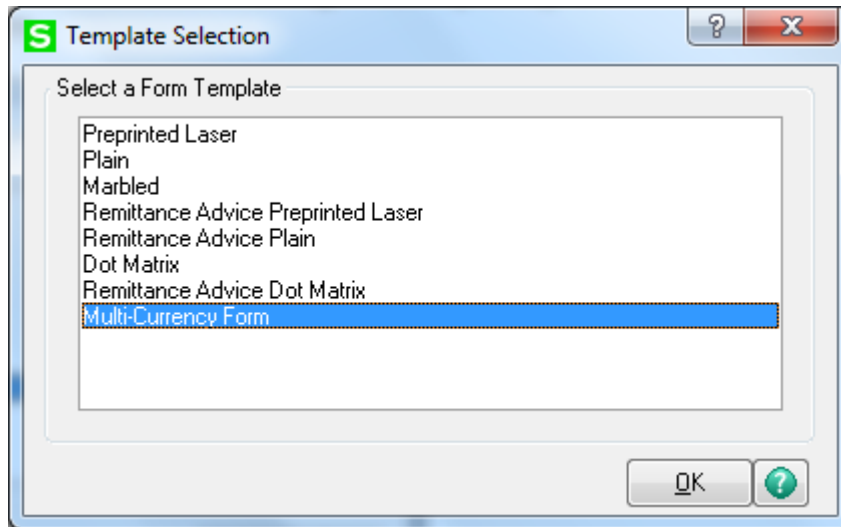 S Template Selection
Select a Form Template
Preprinted Laser
Plain
Marbled
Remittance Advice Preprinted Laser
Remittance Advice Plain
Dot Matrix
Remittance Advice Dot Matrix
Multi-Currency Form
OK